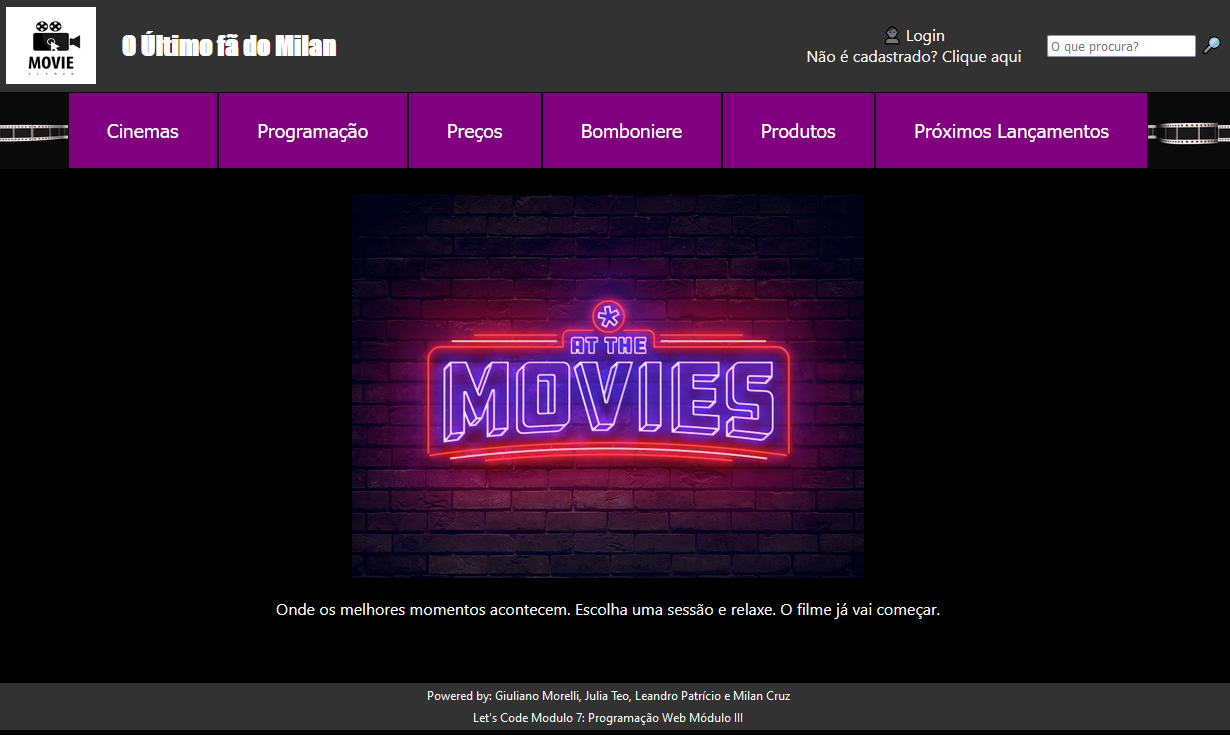 MOVIE
O Último fã do Milan
Login
Não é cadastrado? Clique aqui
O que procura?
Cinemas
Programação
Preços
Bomboniere
Produtos
Próximos Lançamentos
AT THE
MOVIES
Onde os melhores momentos acontecem. Escolha uma sessão e relaxe. O filme já vai começar.
Powered by: Giuliano Morelli, Julia Teo, Leandro Patrício e Milan Cruz
Let's Code Modulo 7: Programação Web Módulo III